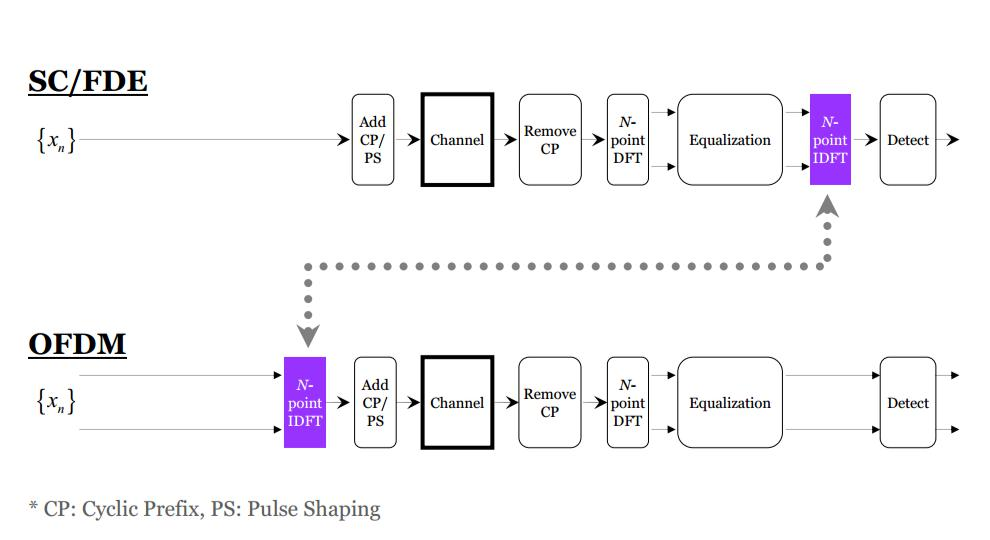 SC/FDE
{xn}
Add
CP/
PS
Channel
Remove
CP
N-
point
DFT
Equalization
N-
point
IDFT
Detect
OFDM
{xn}
N-
point
IDFT
Add
CP/
PS
Channel
Remove
CP
N-
point
DFT
Equalization
Detect
* CP: Cyclic Prefix, PS: Pulse Shaping